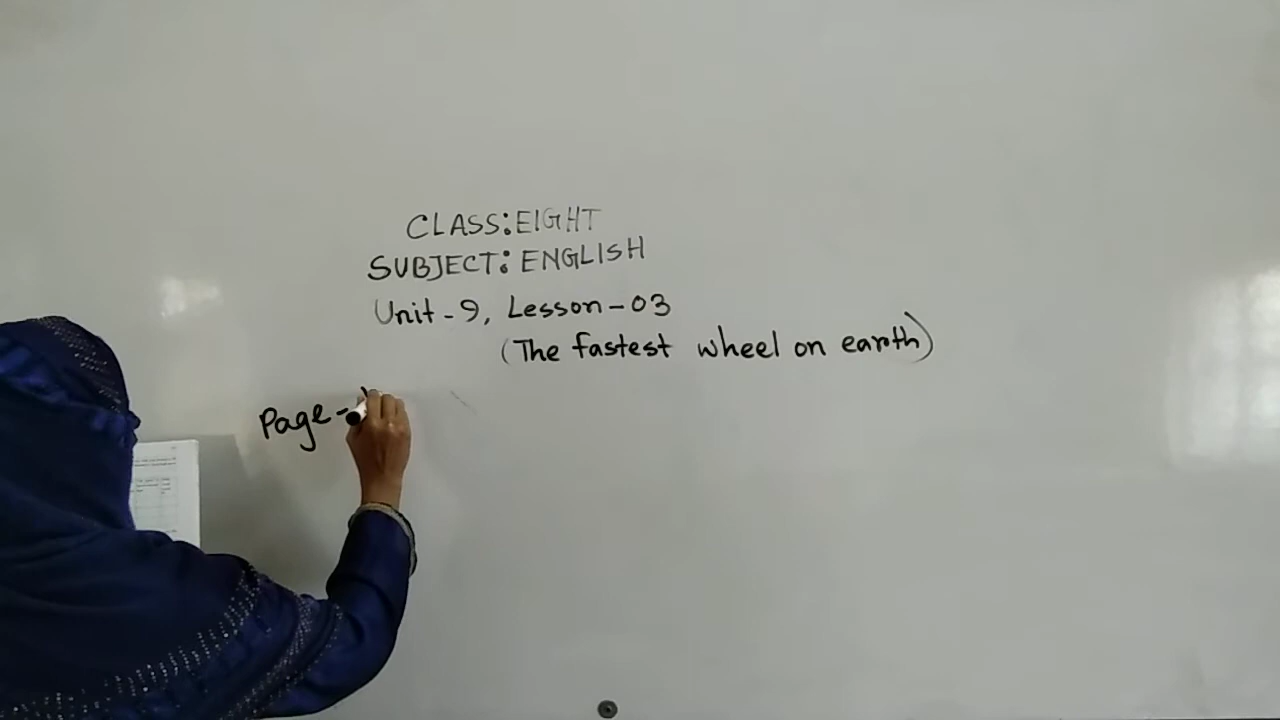 CLASS: EIGHT
SUBJECT: ENGLISH
Unit - 9, Lesson - 03
(The fastest wheel on earth)
Page -